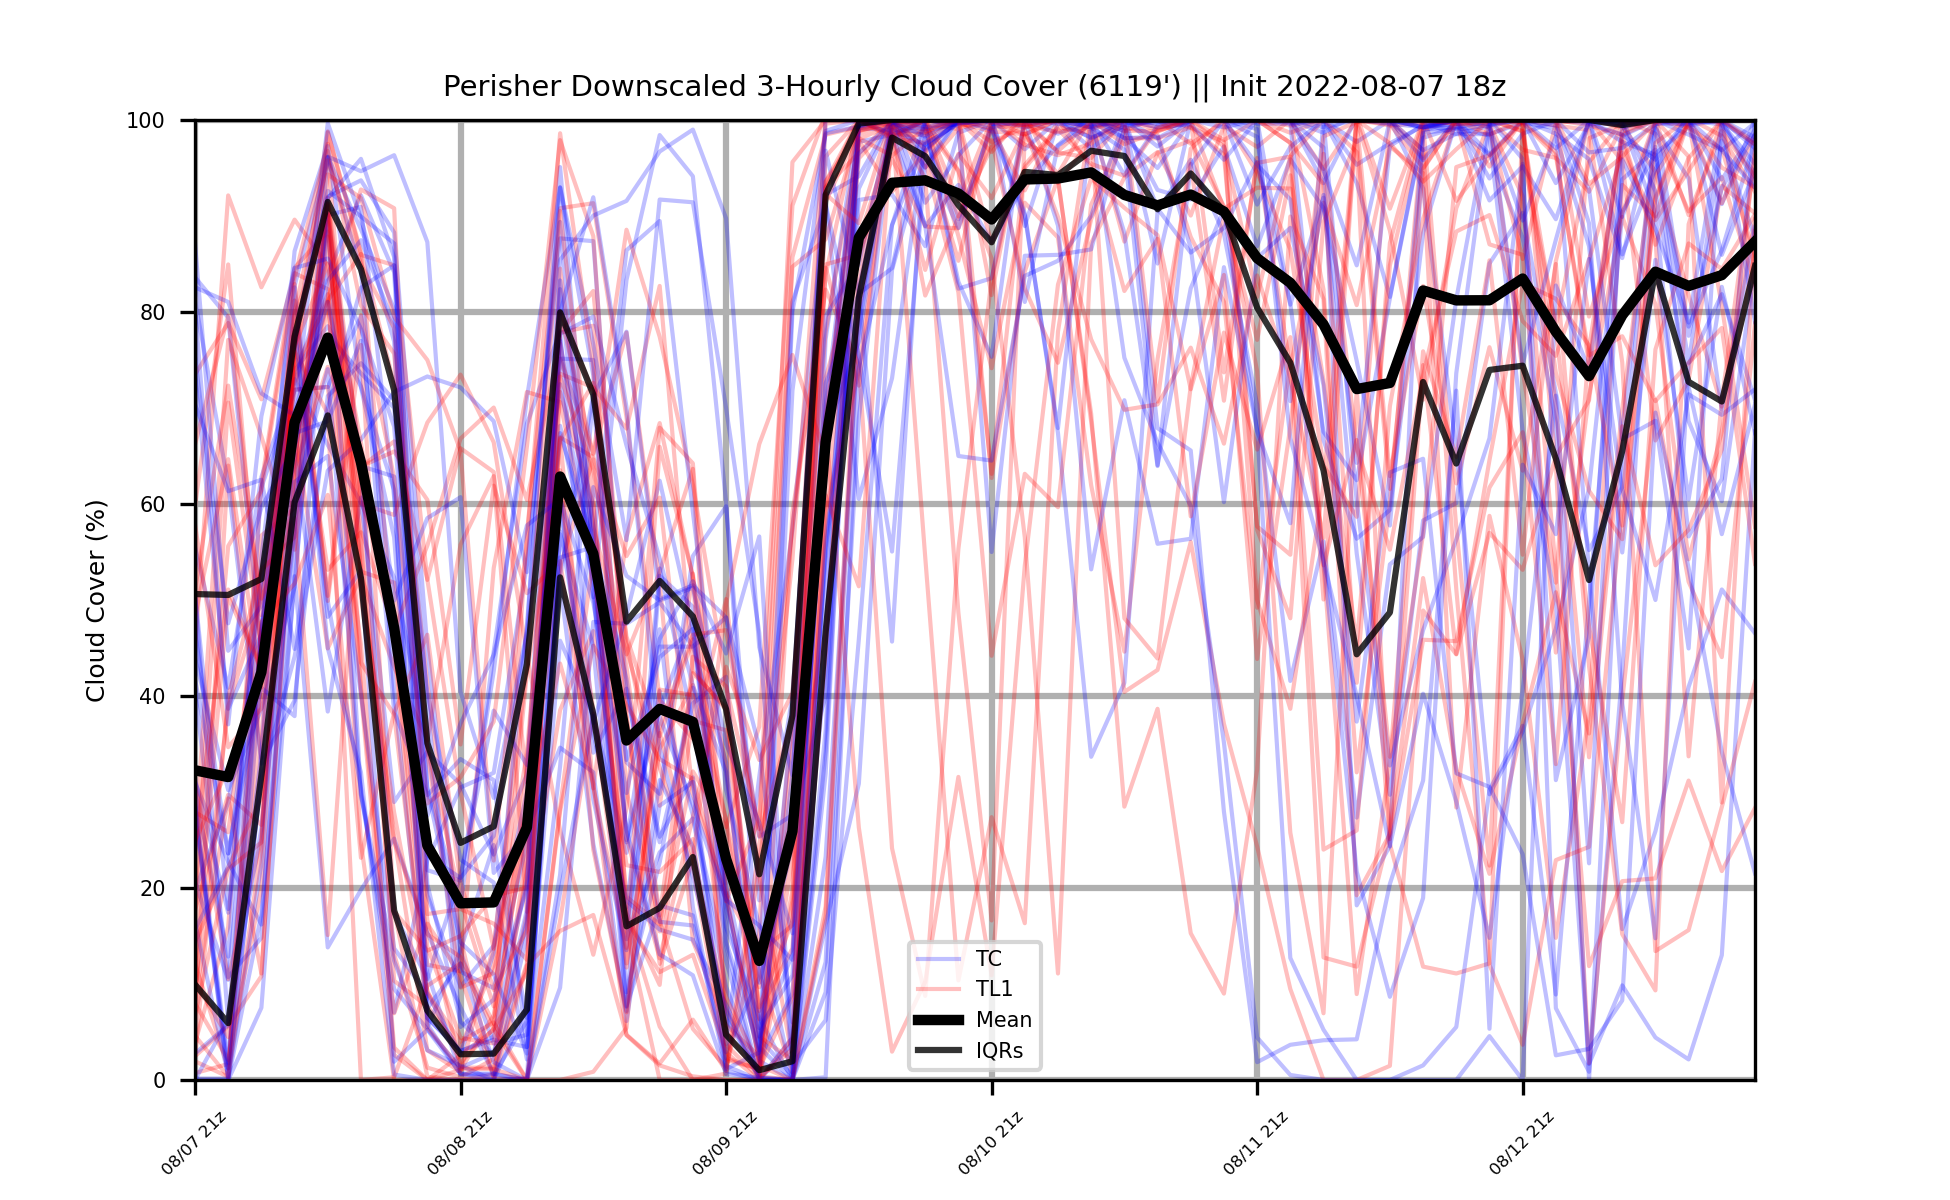 Perisher Downscaled 3-Hourly Cloud Cover (6119') || Init 2022-08-07 18z
100
80
60
40
20
0
Cloud Cover (%)
TC
TL1
Mean
IQRs
08/07 21z
08/08 21z
08/09 21z
08/10 21z
08/11 21z
08/12 21z